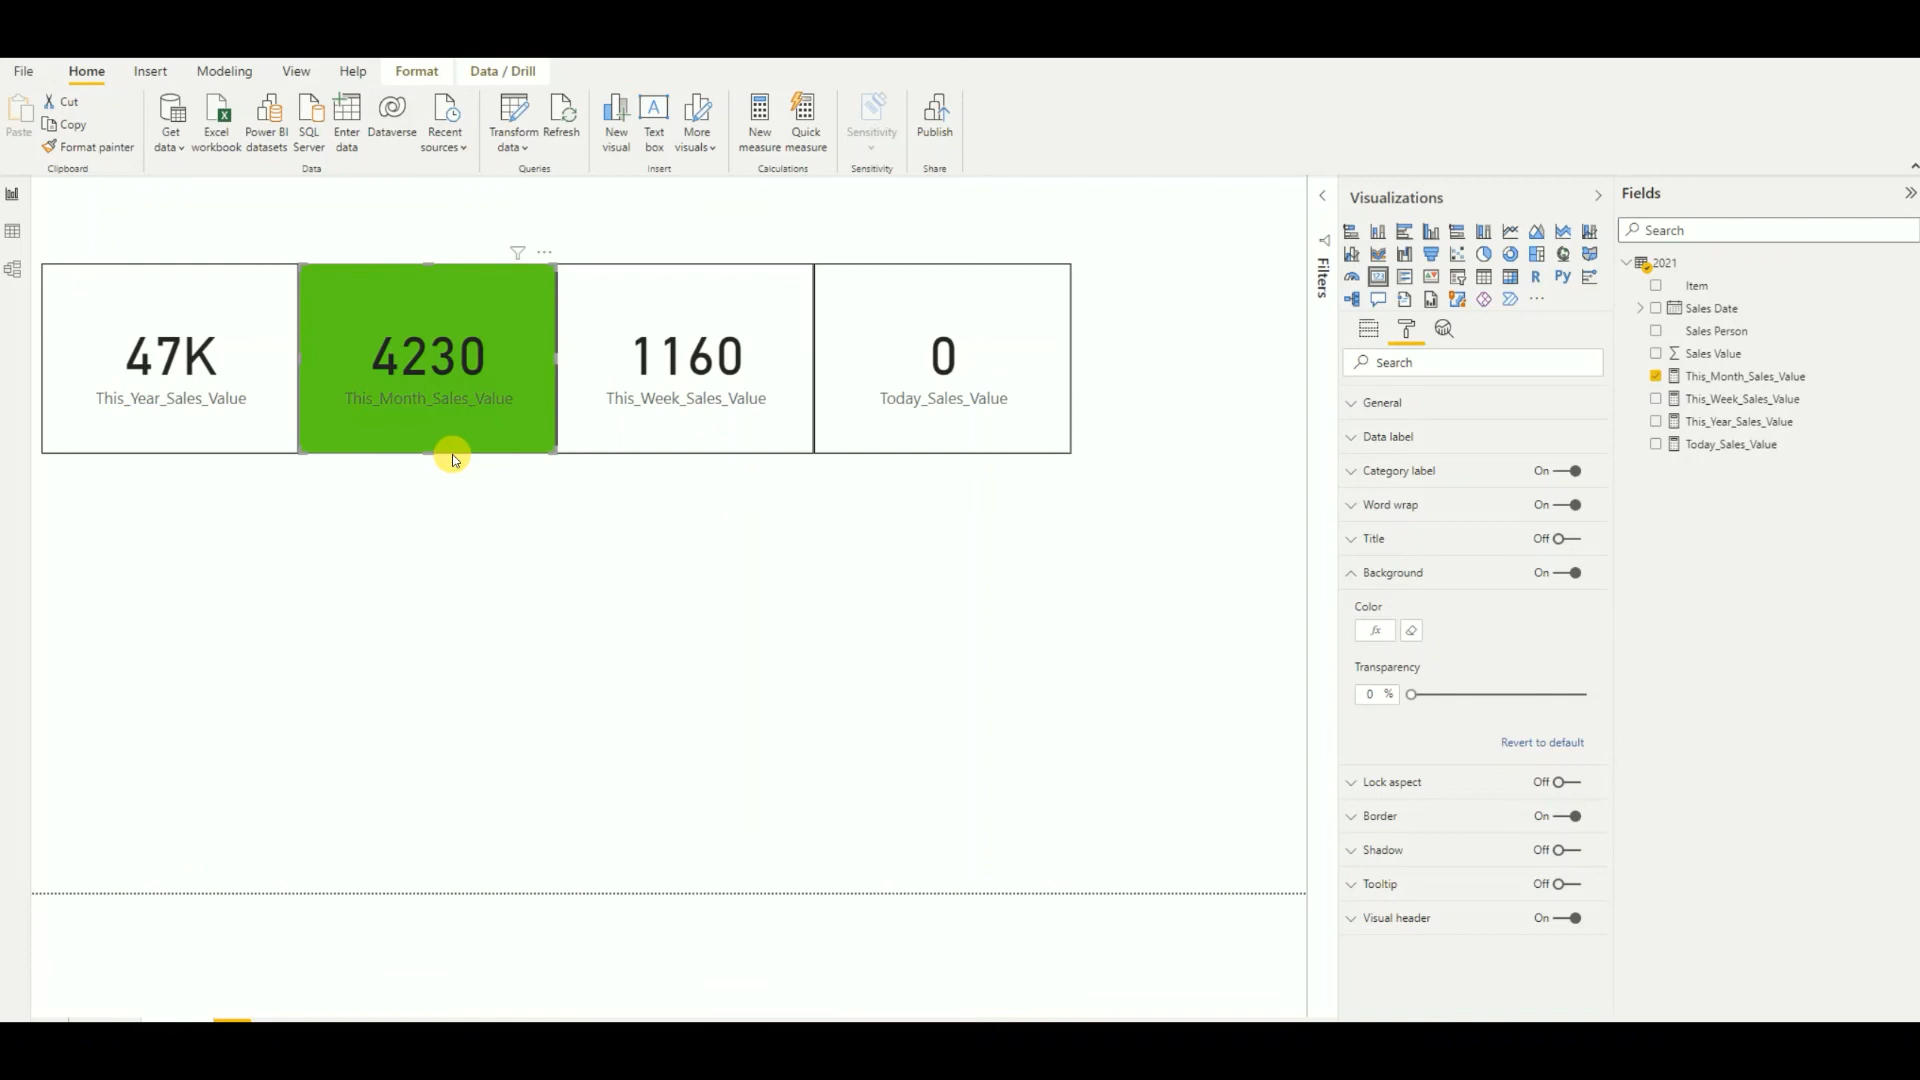 File Home Insert Modeling View Help Format Data / Drill
Paste
Cut
Copy
Format painter
Clipboard
Get data
Excel workbook
Power BI datasets
SQL Server
Enter data
Dataverse
Recent sources
Data
Transform data
Refresh
Queries
New visual
Text box
More visuals
Insert
New measure
Quick measure
Calculations
Sensitivity
Sensitivity
Publish
Share
47K
This_Year_Sales_Value
4230
This_Month_Sales_Value
1160
This_Week_Sales_Value
0
Today_Sales_Value
Filters
Visualizations
R Py
123
Search
General
Data label
Category label On
Word wrap On
Title Off
Background On
Color
fx
Transparency
0 %
Revert to default
Lock aspect Off
Border On
Shadow Off
Tooltip Off
Visual header On
Fields
Search
2021
Item
Sales Date
Sales Person
Σ Sales Value
This_Month_Sales_Value
This_Week_Sales_Value
This_Year_Sales_Value
Today_Sales_Value